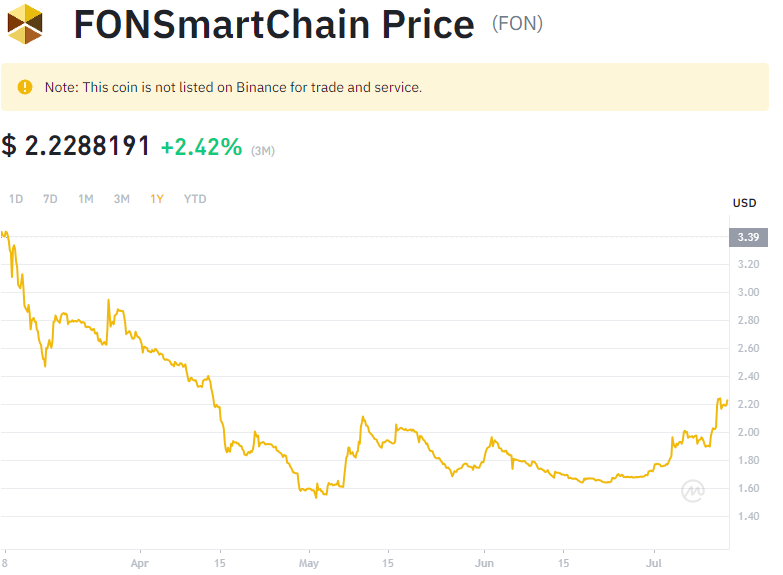 FONSmartChain Price (FON)
Note: This coin is not listed on Binance for trade and service.
$ 2.2288191 +2.42% (3M)
1D 7D 1M 3M 1Y YTD
USD
3.39
3.20
3.00
2.80
2.60
2.40
2.20
2.00
1.80
1.60
1.40
8 Apr 15 May 15 Jun 15 Jul